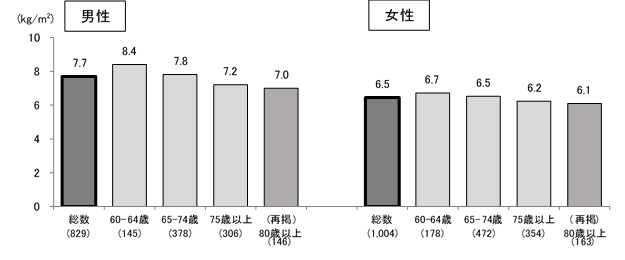 男性
女性
(kg/m²)
10
8
6
4
2
0
7.7
8.4
7.8
7.2
7.0
6.5
6.7
6.5
6.2
6.1
総数
(829)
60-64歳
(145)
65-74歳
(378)
75歳以上
(306)
(再掲)
80歳以上
(146)
総数
(1,004)
60-64歳
(178)
65-74歳
(472)
75歳以上
(354)
(再掲)
80歳以上
(163)